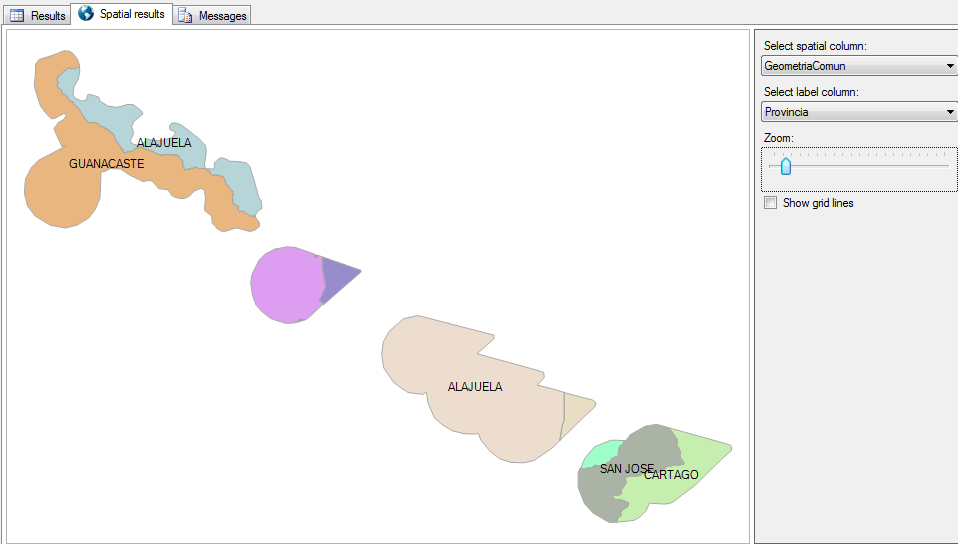 Results
Spatial results
Messages
Select spatial column:
GeometriaComun
Select label column:
Provincia
Zoom:
Show grid lines
ALAJUELA
GUANACASTE
ALAJUELA
SAN JOSE
CARTAGO